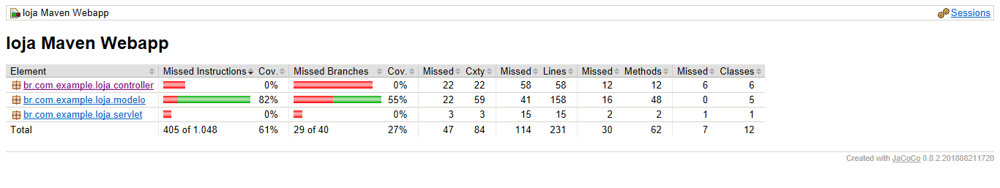 loja Maven Webapp
Sessions
loja Maven Webapp
Element Missed Instructions Cov. Missed Branches Cov. Missed Cxty Missed Lines Missed Methods Missed Classes
br.com.example.loja.controller 0% 0% 22 22 58 58 12 12 6 6
br.com.example.loja.modelo 82% 55% 22 59 41 158 16 48 0 5
br.com.example.loja.servlet 0% 0% 3 3 15 15 2 2 1 1
Total 405 of 1.048 61% 29 of 40 27% 47 84 114 231 30 62 7 12
Created with JaCoCo 0.8.2.201808211720